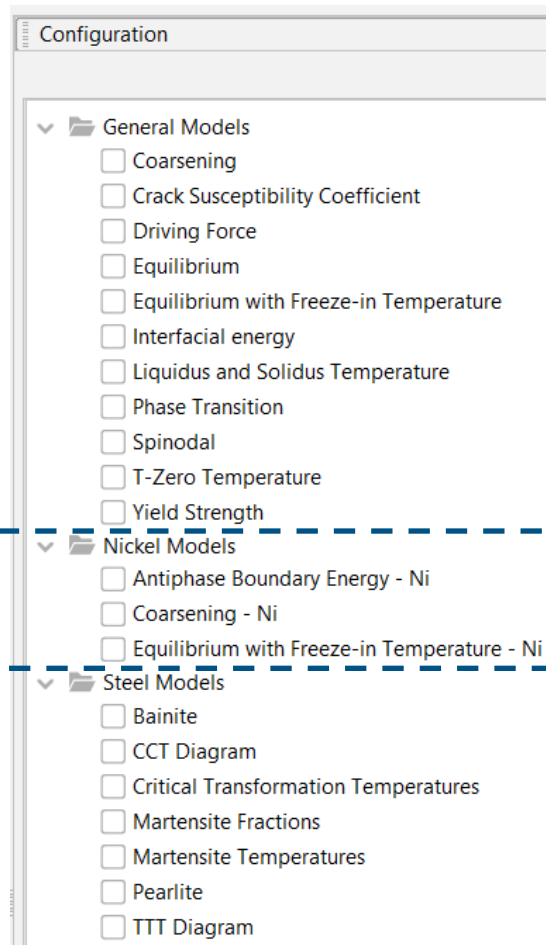 Configuration
General Models
Coarsening
Crack Susceptibility Coefficient
Driving Force
Equilibrium
Equilibrium with Freeze-in Temperature
Interfacial energy
Liquidus and Solidus Temperature
Phase Transition
Spinodal
T-Zero Temperature
Yield Strength
Nickel Models
Antiphase Boundary Energy - Ni
Coarsening - Ni
Equilibrium with Freeze-in Temperature - Ni
Steel Models
Bainite
CCT Diagram
Critical Transformation Temperatures
Martensite Fractions
Martensite Temperatures
Pearlite
TTT Diagram